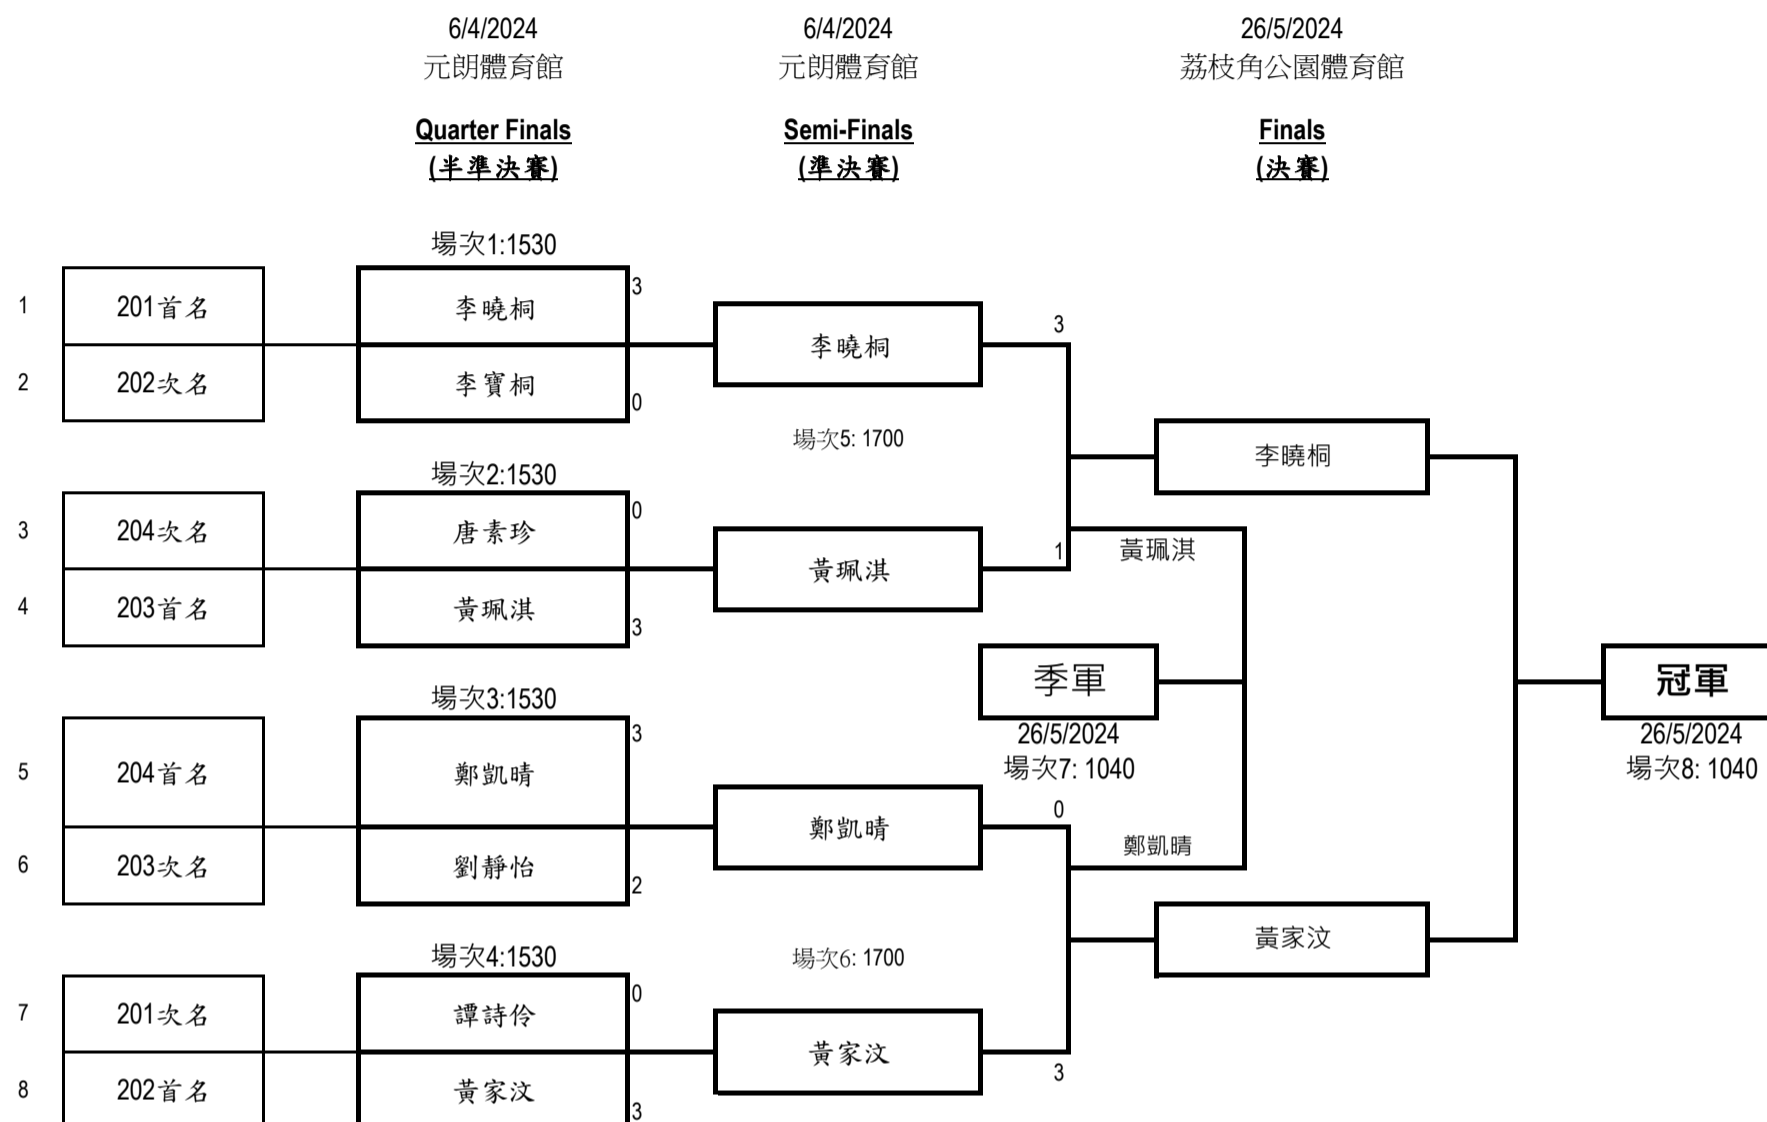 6/4/2024
元朗體育館
6/4/2024
元朗體育館
26/5/2024
荔枝角公園體育館
Quarter Finals
(半準決賽)
Semi-Finals
(準決賽)
Finals
(決賽)
場次1:1530
1
201首名
李曉桐
3
2
202次名
李寶桐
0
李曉桐
3
場次5: 1700
李曉桐
場次2:1530
3
204次名
唐素珍
0
4
203首名
黃珮淇
3
黃珮淇
1
黃珮淇
季軍
26/5/2024
場次7: 1040
冠軍
26/5/2024
場次8: 1040
場次3:1530
5
204首名
鄭凱晴
3
6
203次名
劉靜怡
2
鄭凱晴
0
鄭凱晴
黃家汶
場次4:1530
場次6: 1700
7
201次名
譚詩伶
0
8
202首名
黃家汶
3
黃家汶
3